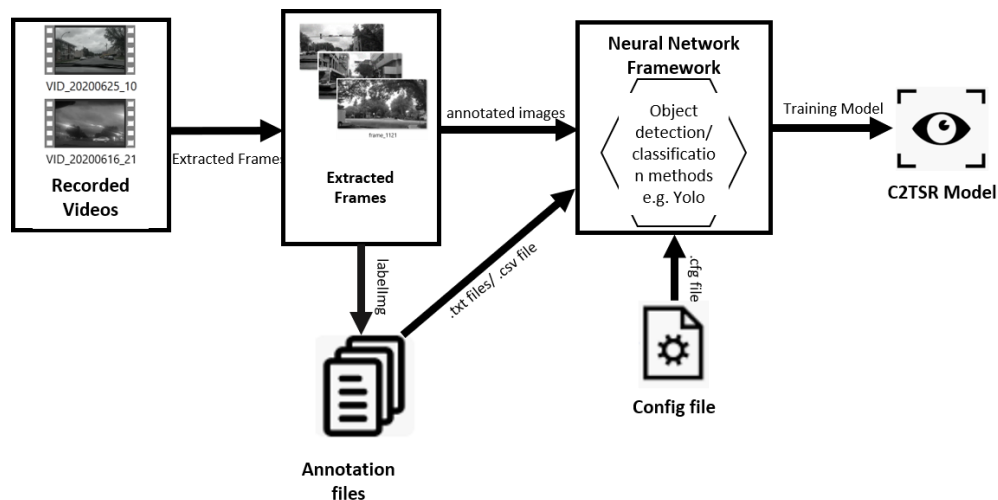 VID_20200625_10
VID_20200616_21
Recorded
Videos
Extracted Frames
frame_1121
Extracted
Frames
annotated images
labelImg
Annotation
files
.txt files/ .csv file
Neural Network
Framework
Object
detection/
classificatio
n methods
e.g. Yolo
.cfg file
Config file
Training Model
C2TSR Model